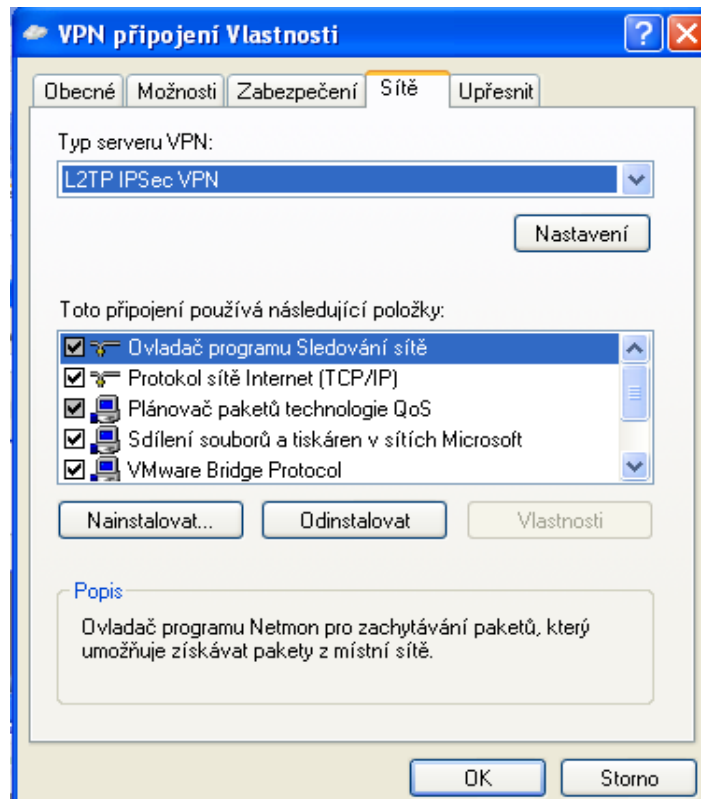 VPN připojení Vlastnosti
Obecné Možnosti Zabezpečení Sítě Upřesnit
Typ serveru VPN:
L2TP IPSec VPN
Nastavení
Toto připojení používá následující položky:
Ovladač programu Sledování sítě
Protokol sítě Internet (TCP/IP)
Plánovač paketů technologie QoS
Sdílení souborů a tiskáren v sítích Microsoft
VMware Bridge Protocol
Nainstalovat... Odinstalovat Vlastnosti
Popis
Ovladač programu Netmon pro zachytávání paketů, který
umožňuje získávat pakety z místní sítě.
OK Storno